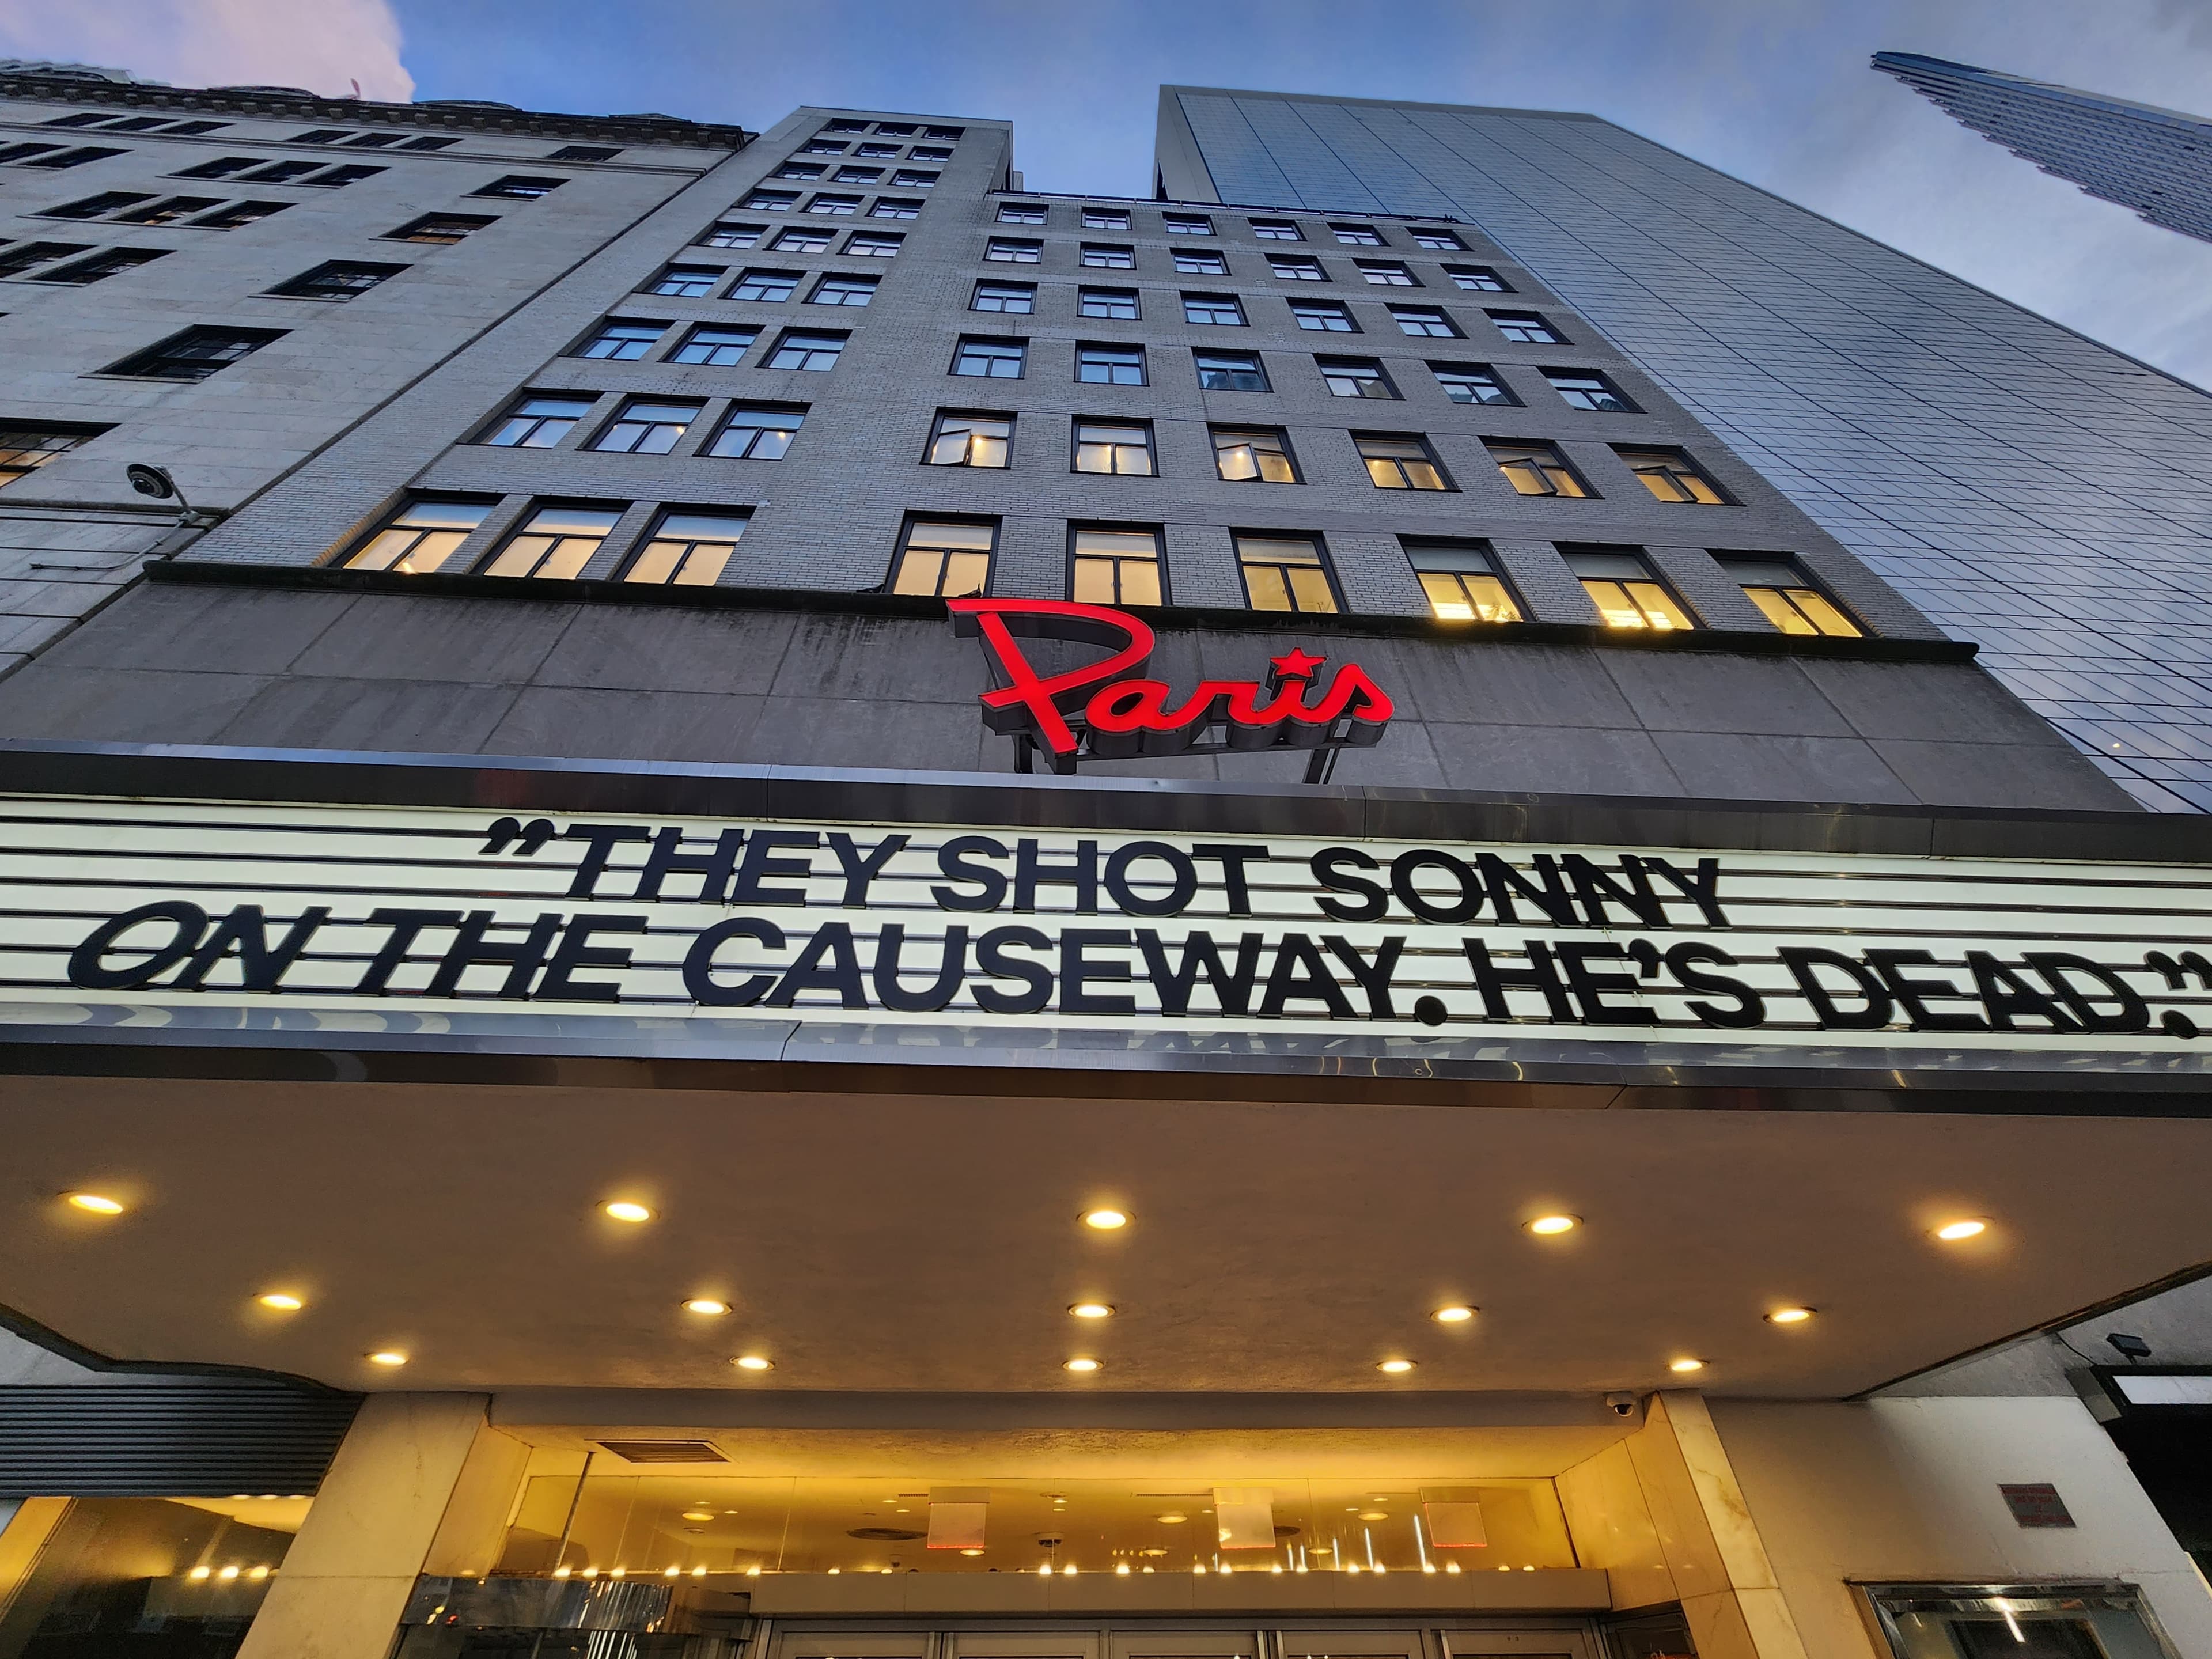 Paris
”THEY SHOT SONNY
ON THE CAUSEWAY. HE’S DEAD.”